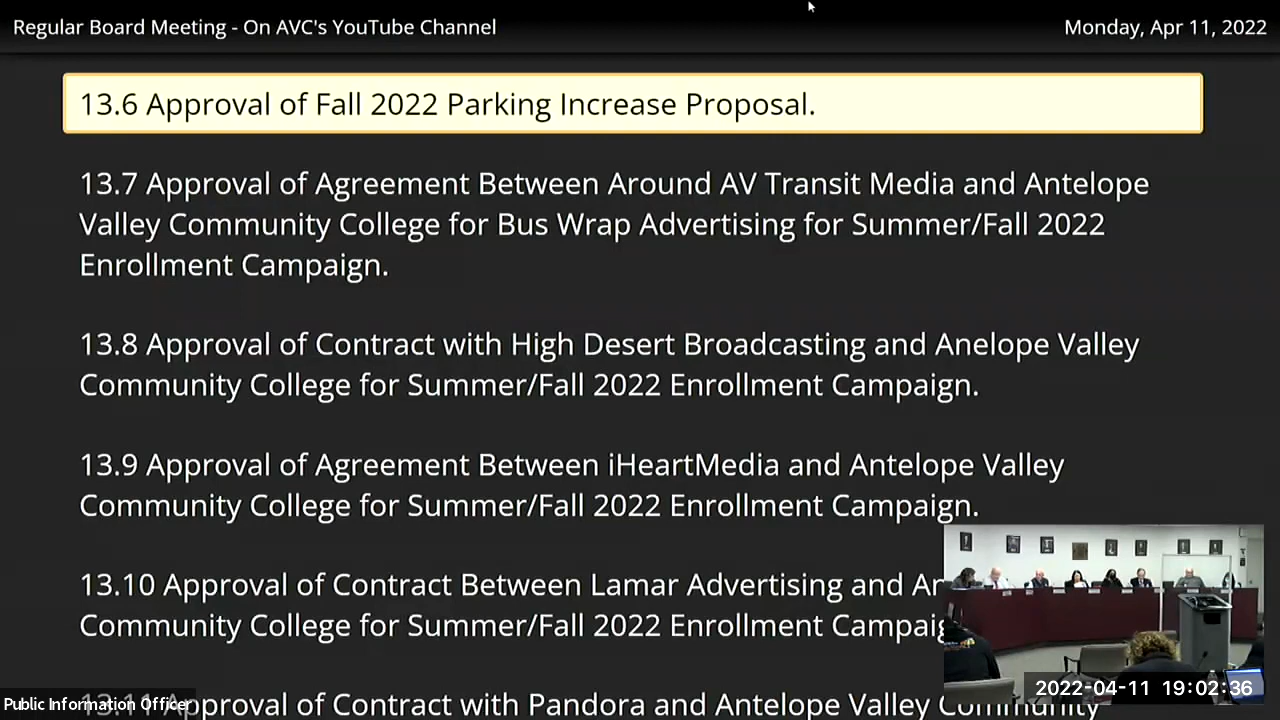 Regular Board Meeting - On AVC's YouTube Channel
Monday, Apr 11, 2022
13.6 Approval of Fall 2022 Parking Increase Proposal.
13.7 Approval of Agreement Between Around AV Transit Media and Antelope
Valley Community College for Bus Wrap Advertising for Summer/Fall 2022
Enrollment Campaign.
13.8 Approval of Contract with High Desert Broadcasting and Anelope Valley
Community College for Summer/Fall 2022 Enrollment Campaign.
13.9 Approval of Agreement Between iHeartMedia and Antelope Valley
Community College for Summer/Fall 2022 Enrollment Campaign.
13.10 Approval of Contract Between Lamar Advertising and
Community College for Summer/Fall 2022
13.11 Approval of Contract with Pandora and Antelope Valley Community
Public Information Officer
2022-04-11 19:02:36